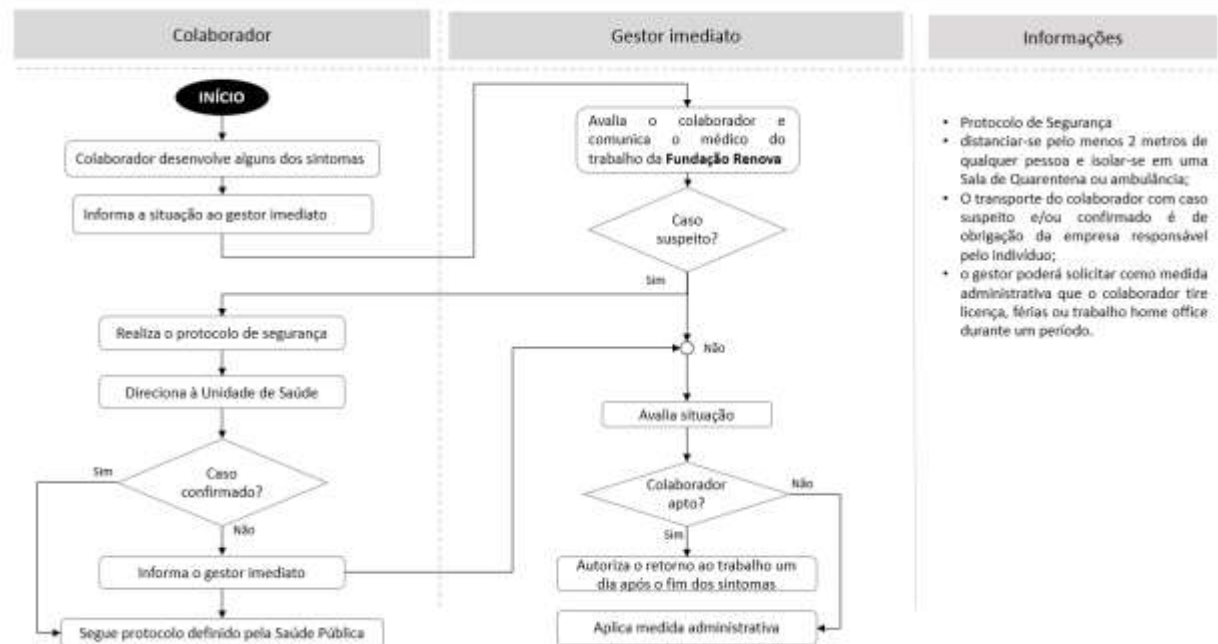 Colaborador
Gestor imediato
Informações
INÍCIO
Colaborador desenvolve alguns dos sintomas
Informa a situação ao gestor imediato
Avalia o colaborador e
comunica o médico do
trabalho da Fundação Renova
Caso
suspeito?
Sim
Realiza o protocolo de segurança
Direciona à Unidade de Saúde
Caso
confirmado?
Sim
Não
Informa o gestor imediato
Segue protocolo definido pela Saúde Pública
Não
Avalia situação
Colaborador
apto?
Não
Sim
Autoriza o retorno ao trabalho um
dia após o fim dos sintomas
Aplica medida administrativa
• Protocolo de Segurança
• distanciar-se pelo menos 2 metros de
qualquer pessoa e isolar-se em uma
Sala de Quarentena ou ambulância;
• O transporte do colaborador com caso
suspeito e/ou confirmado é de
obrigação da empresa responsável
pelo indivíduo;
• o gestor poderá solicitar como medida
administrativa que o colaborador tire
licença, férias ou trabalho home office
durante um período.